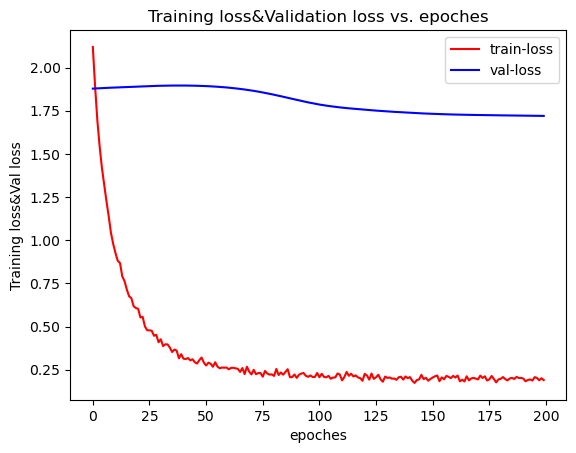 Training loss&Validation loss vs. epoches
train-loss
val-loss
Training loss&Val loss
2.00
1.75
1.50
1.25
1.00
0.75
0.50
0.25
0 25 50 75 100 125 150 175 200
epoches